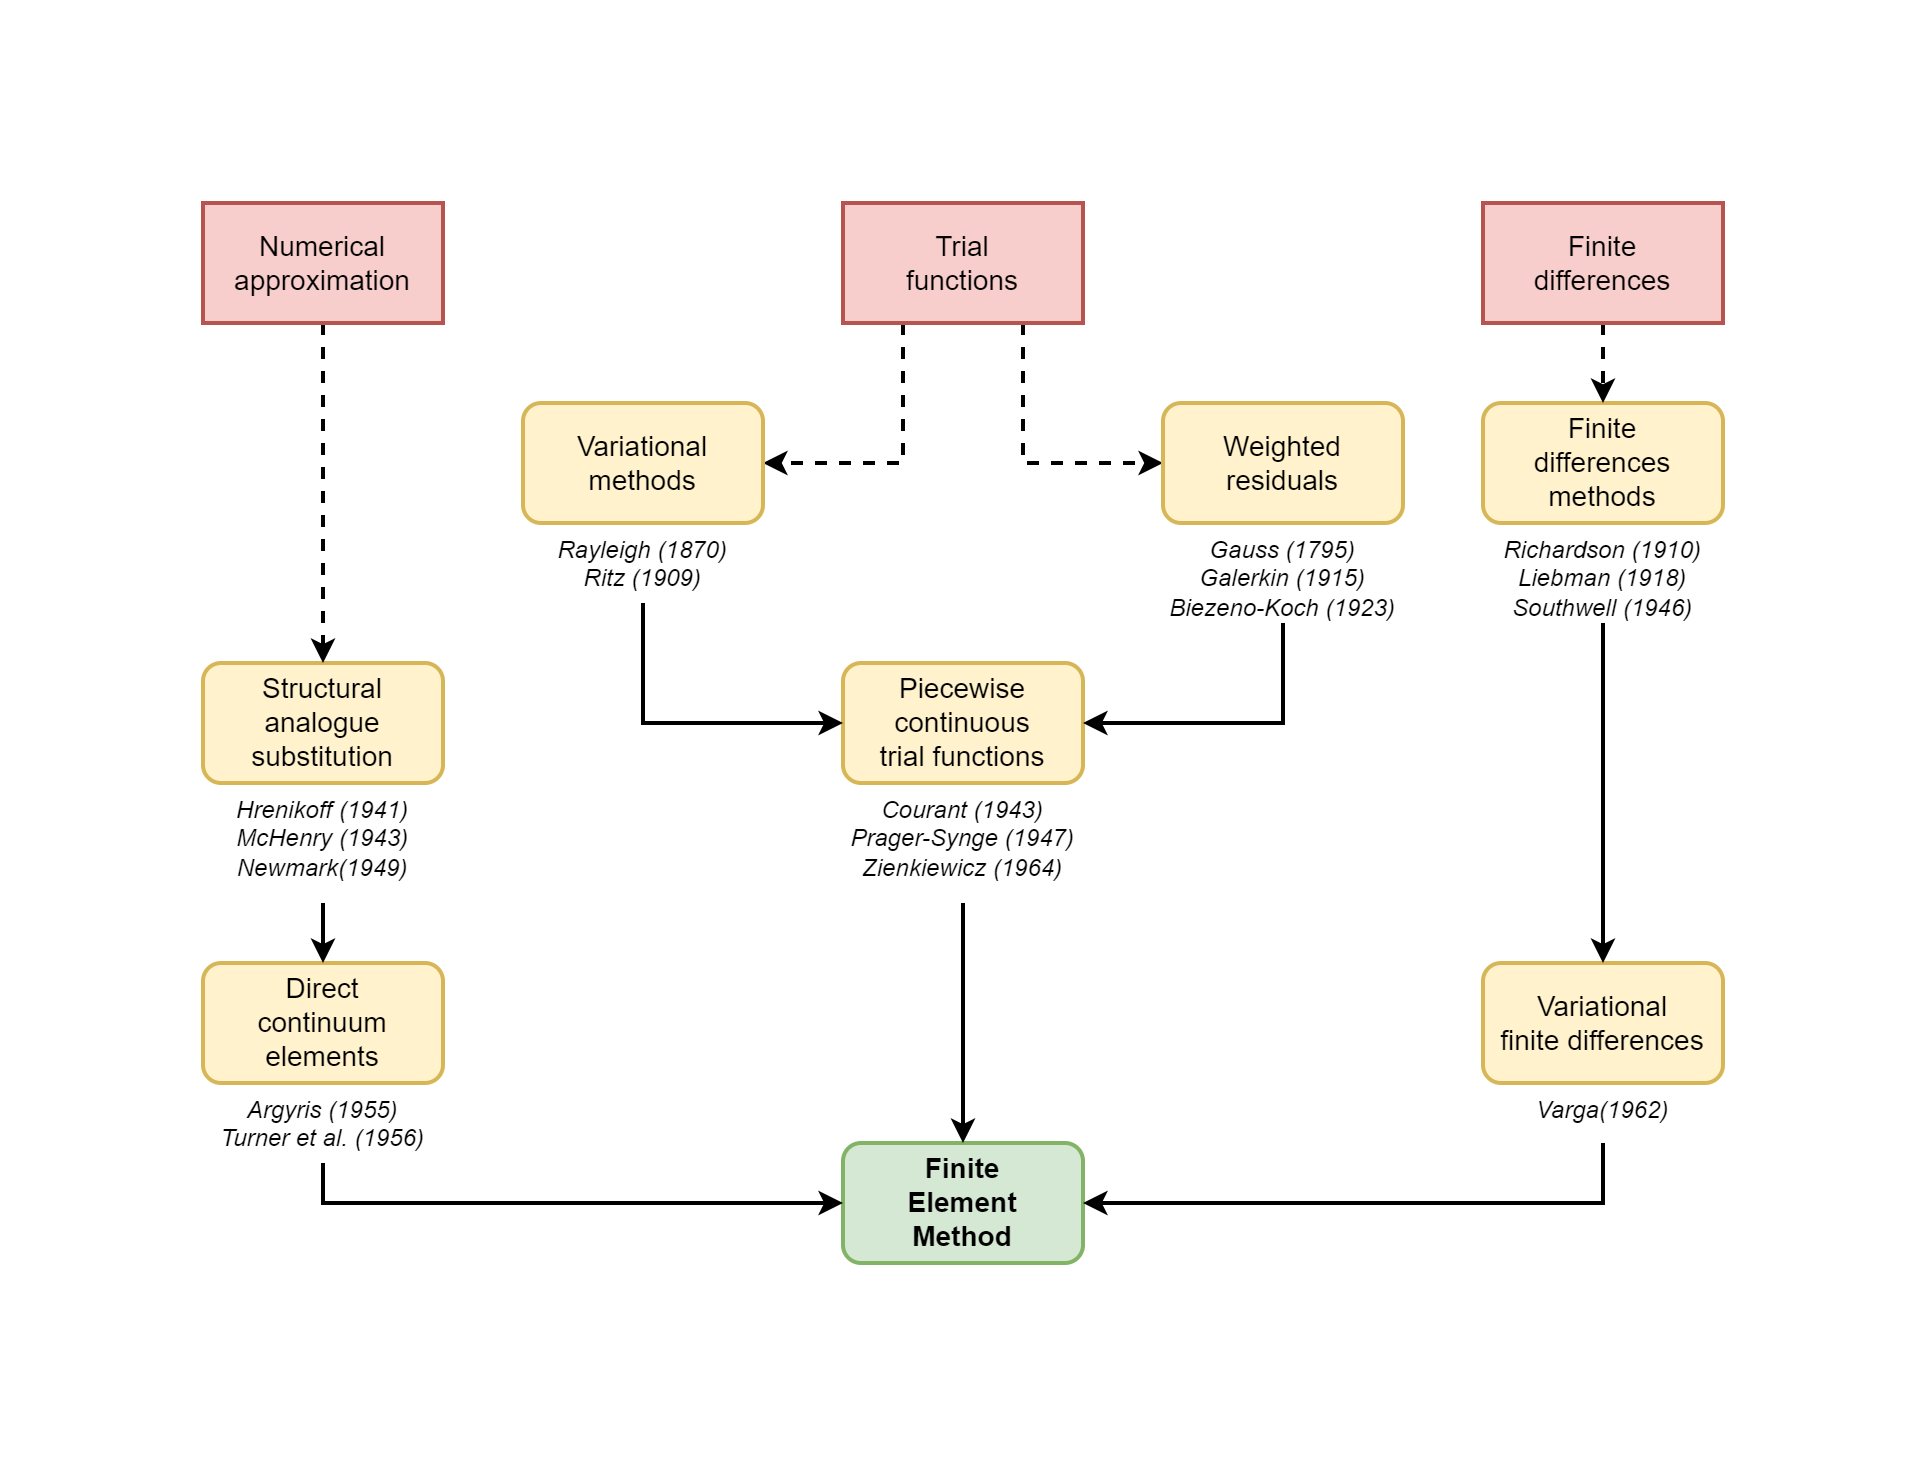 Numerical
approximation
Trial
functions
Finite
differences
Variational
methods
Rayleigh (1870)
Ritz (1909)
Weighted
residuals
Gauss (1795)
Galerkin (1915)
Biezeno-Koch (1923)
Finite
differences
methods
Richardson (1910)
Liebman (1918)
Southwell (1946)
Structural
analogue
substitution
Hrenikoff (1941)
McHenry (1943)
Newmark(1949)
Piecewise
continuous
trial functions
Courant (1943)
Prager-Synge (1947)
Zienkiewicz (1964)
Direct
continuum
elements
Argyris (1955)
Turner et al. (1956)
Variational
finite differences
Varga(1962)
Finite
Element
Method